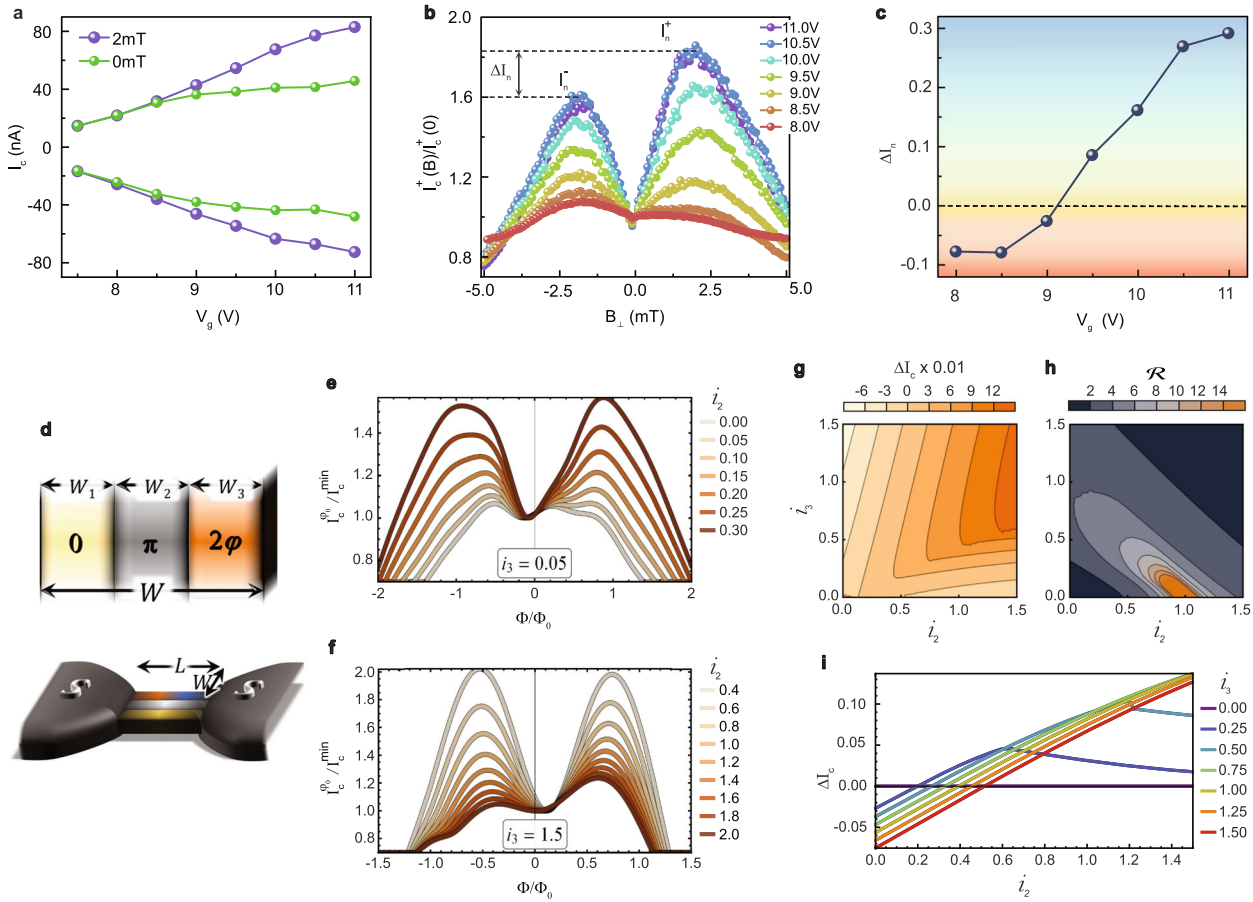 a
2mT
0mT
80
40
0
-40
-80
I_c (nA)
8
9
10
11
V_g (V)
b
2.0
1.6
1.2
0.8
I_c^+(B)/I_c^+(0)
ΔI_n
I_n^-
I_n^+
11.0V
10.5V
10.0V
9.5V
9.0V
8.5V
8.0V
-5.0
-2.5
0.0
2.5
5.0
B_⊥ (mT)
c
0.3
0.2
0.1
0.0
-0.1
ΔI_n
8
9
10
11
V_g (V)
d
W_1 W_2 W_3
0 π 2φ
W
L
W
S S
e
1.4
1.2
1.0
0.8
I_c^φ_0 / I_c^min
i_3 = 0.05
-2
-1
0
1
2
Φ/Φ_0
i_2
0.00
0.05
0.10
0.15
0.20
0.25
0.30
f
2.0
1.8
1.6
1.4
1.2
1.0
0.8
I_c^φ_0 / I_c^min
i_3 = 1.5
-1.5
-1.0
-0.5
0
0.5
1.0
1.5
Φ/Φ_0
i_2
0.4
0.6
0.8
1.0
1.2
1.4
1.6
1.8
2.0
g
ΔI_c x 0.01
-6 -3 0 3 6 9 12
1.5
1.0
0.5
0.0
i_3
0.0
0.5
1.0
1.5
i_2
h
𝓡
2 4 6 8 10 12 14
1.5
1.0
0.5
0.0
0.0
0.5
1.0
1.5
i_2
i
0.10
0.05
0.00
-0.05
ΔI_c
0.0
0.2
0.4
0.6
0.8
1.0
1.2
1.4
i_2
i_3
0.00
0.25
0.50
0.75
1.00
1.25
1.50